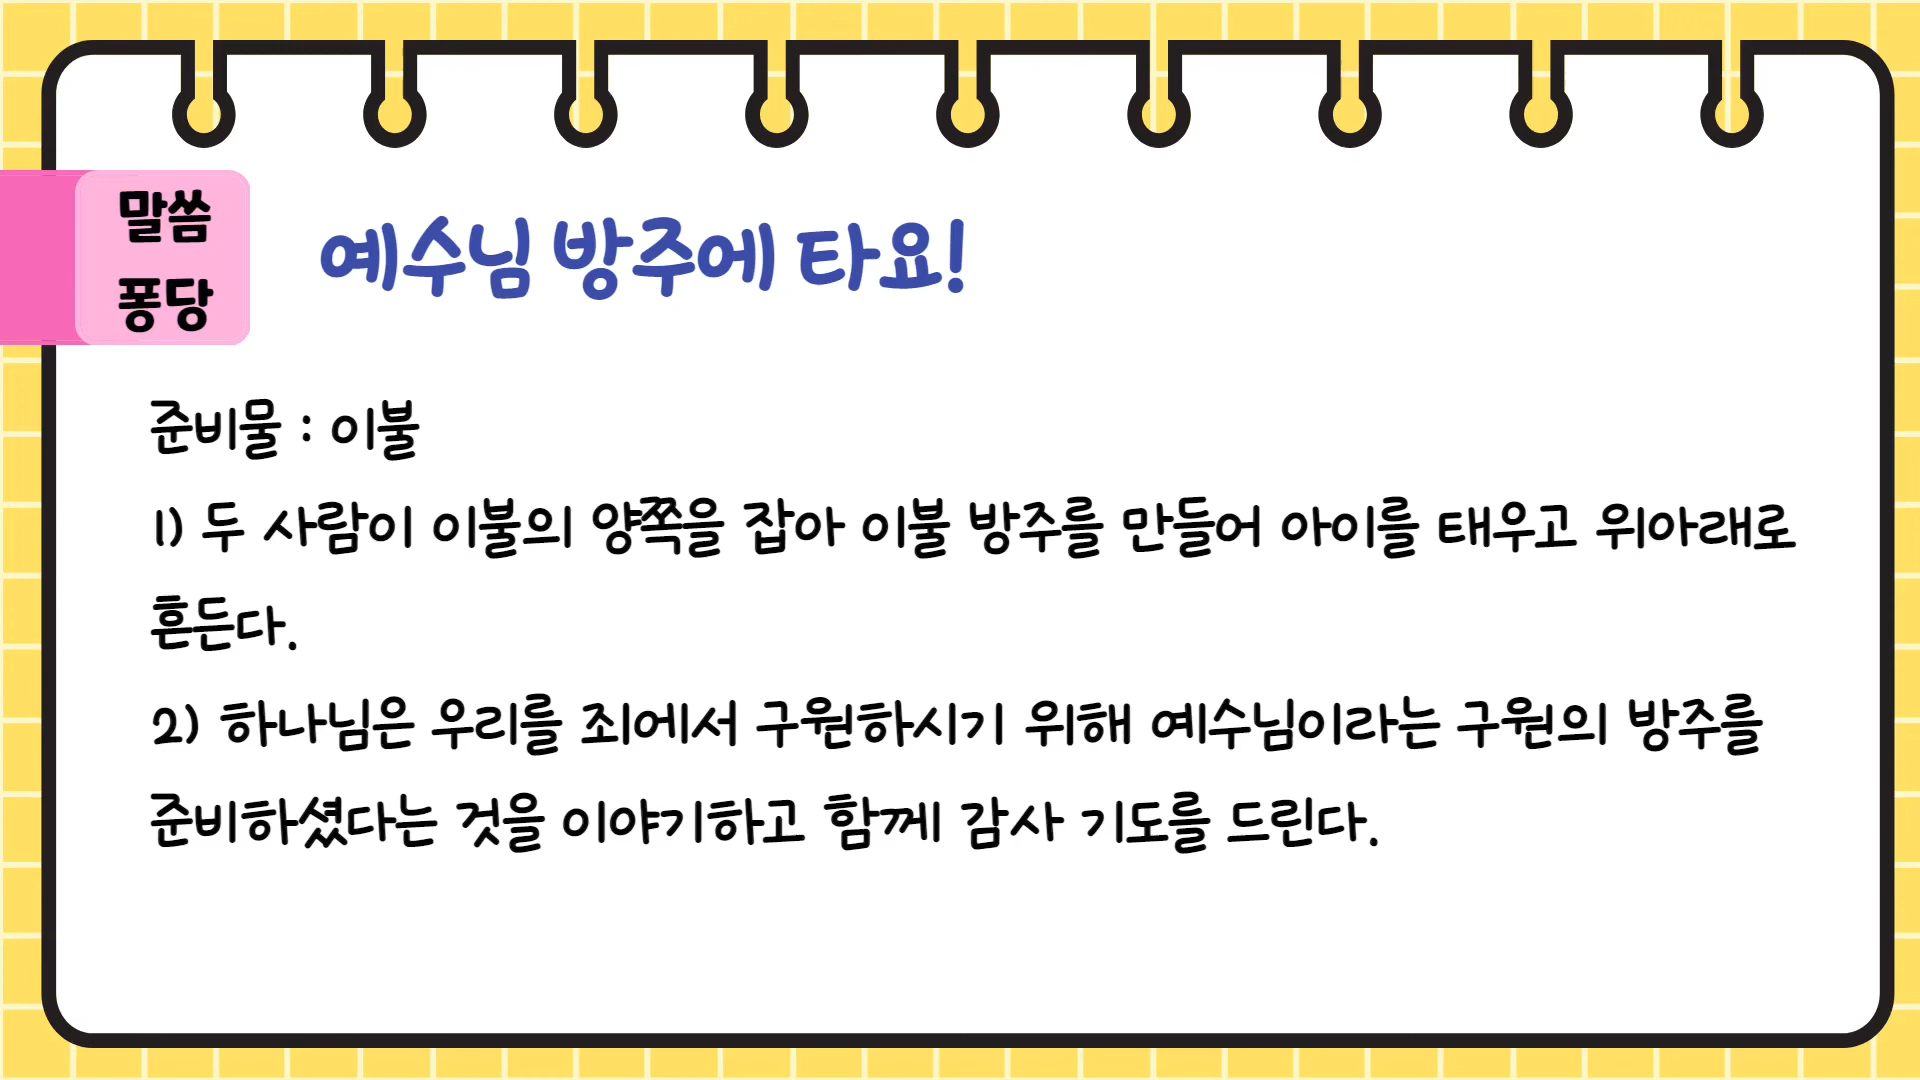 말씀
퐁당
예수님 방주에 타요!
준비물 : 이불
1) 두 사람이 이불의 양쪽을 잡아 이불 방주를 만들어 아이를 태우고 위아래로
흔든다.
2) 하나님은 우리를 죄에서 구원하시기 위해 예수님이라는 구원의 방주를
준비하셨다는 것을 이야기하고 함께 감사 기도를 드린다.